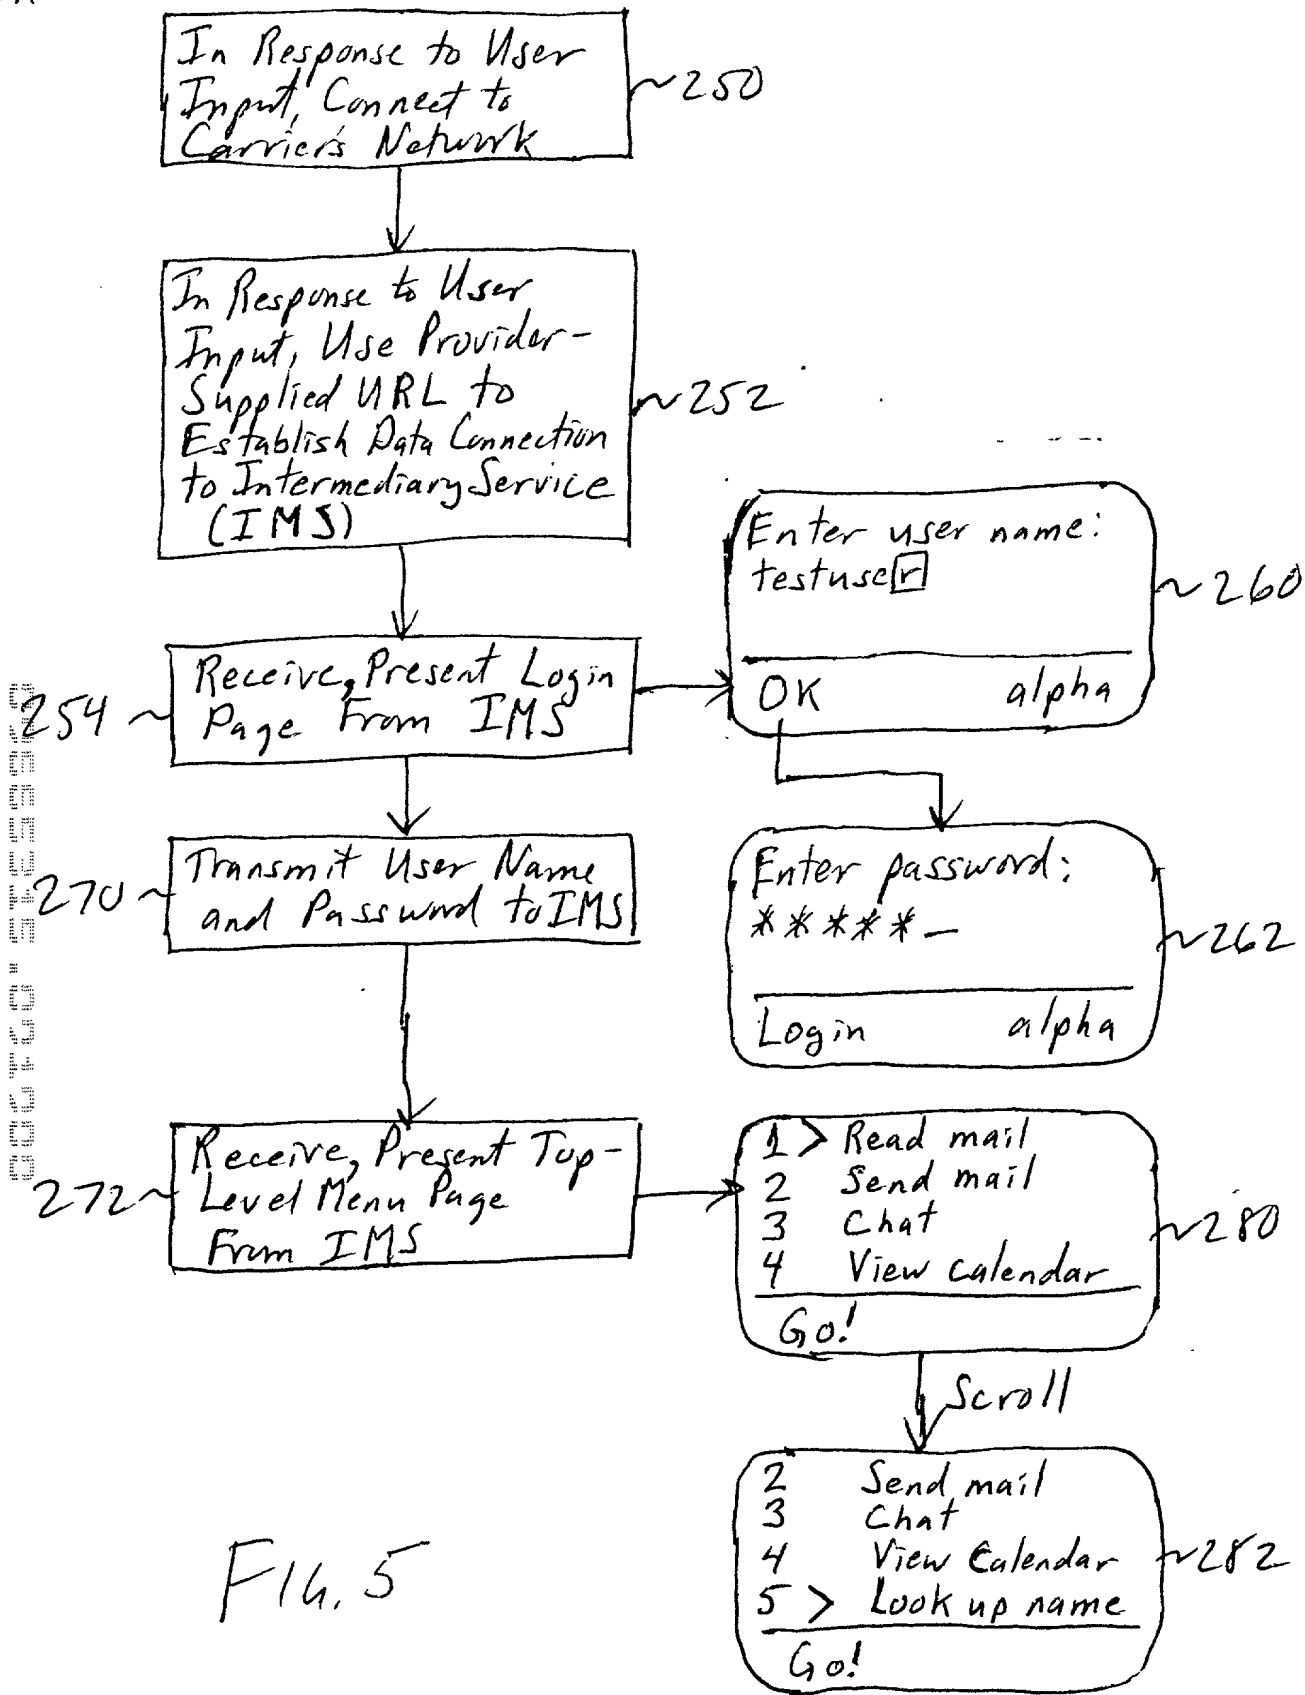 In Response to User
Input, Connect to
Carrier's Network
~250
In Response to User
Input, Use Provider-
Supplied URL to
Establish Data Connection
to Intermediary Service
(IMS)
~252
Receive, Present Login
Page From IMS
254~
Enter user name:
testuser
OK alpha
~260
Transmit User Name
and Password to IMS
270~
Enter password:
*****_
Login alpha
~262
Receive, Present Top-
Level Menu Page
From IMS
272~
1 > Read mail
2 Send mail
3 Chat
4 View calendar
Go!
~280
Scroll
2 Send mail
3 Chat
4 View Calendar
5 > Look up name
Go!
~282
FIG. 5